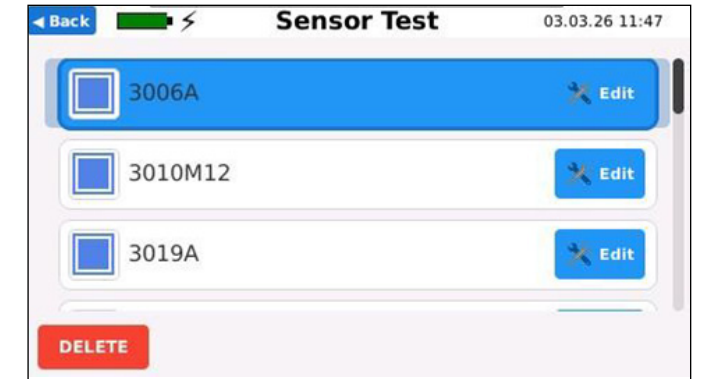 Back Sensor Test 03.03.26 11:47
3006A Edit
3010M12 Edit
3019A Edit
DELETE